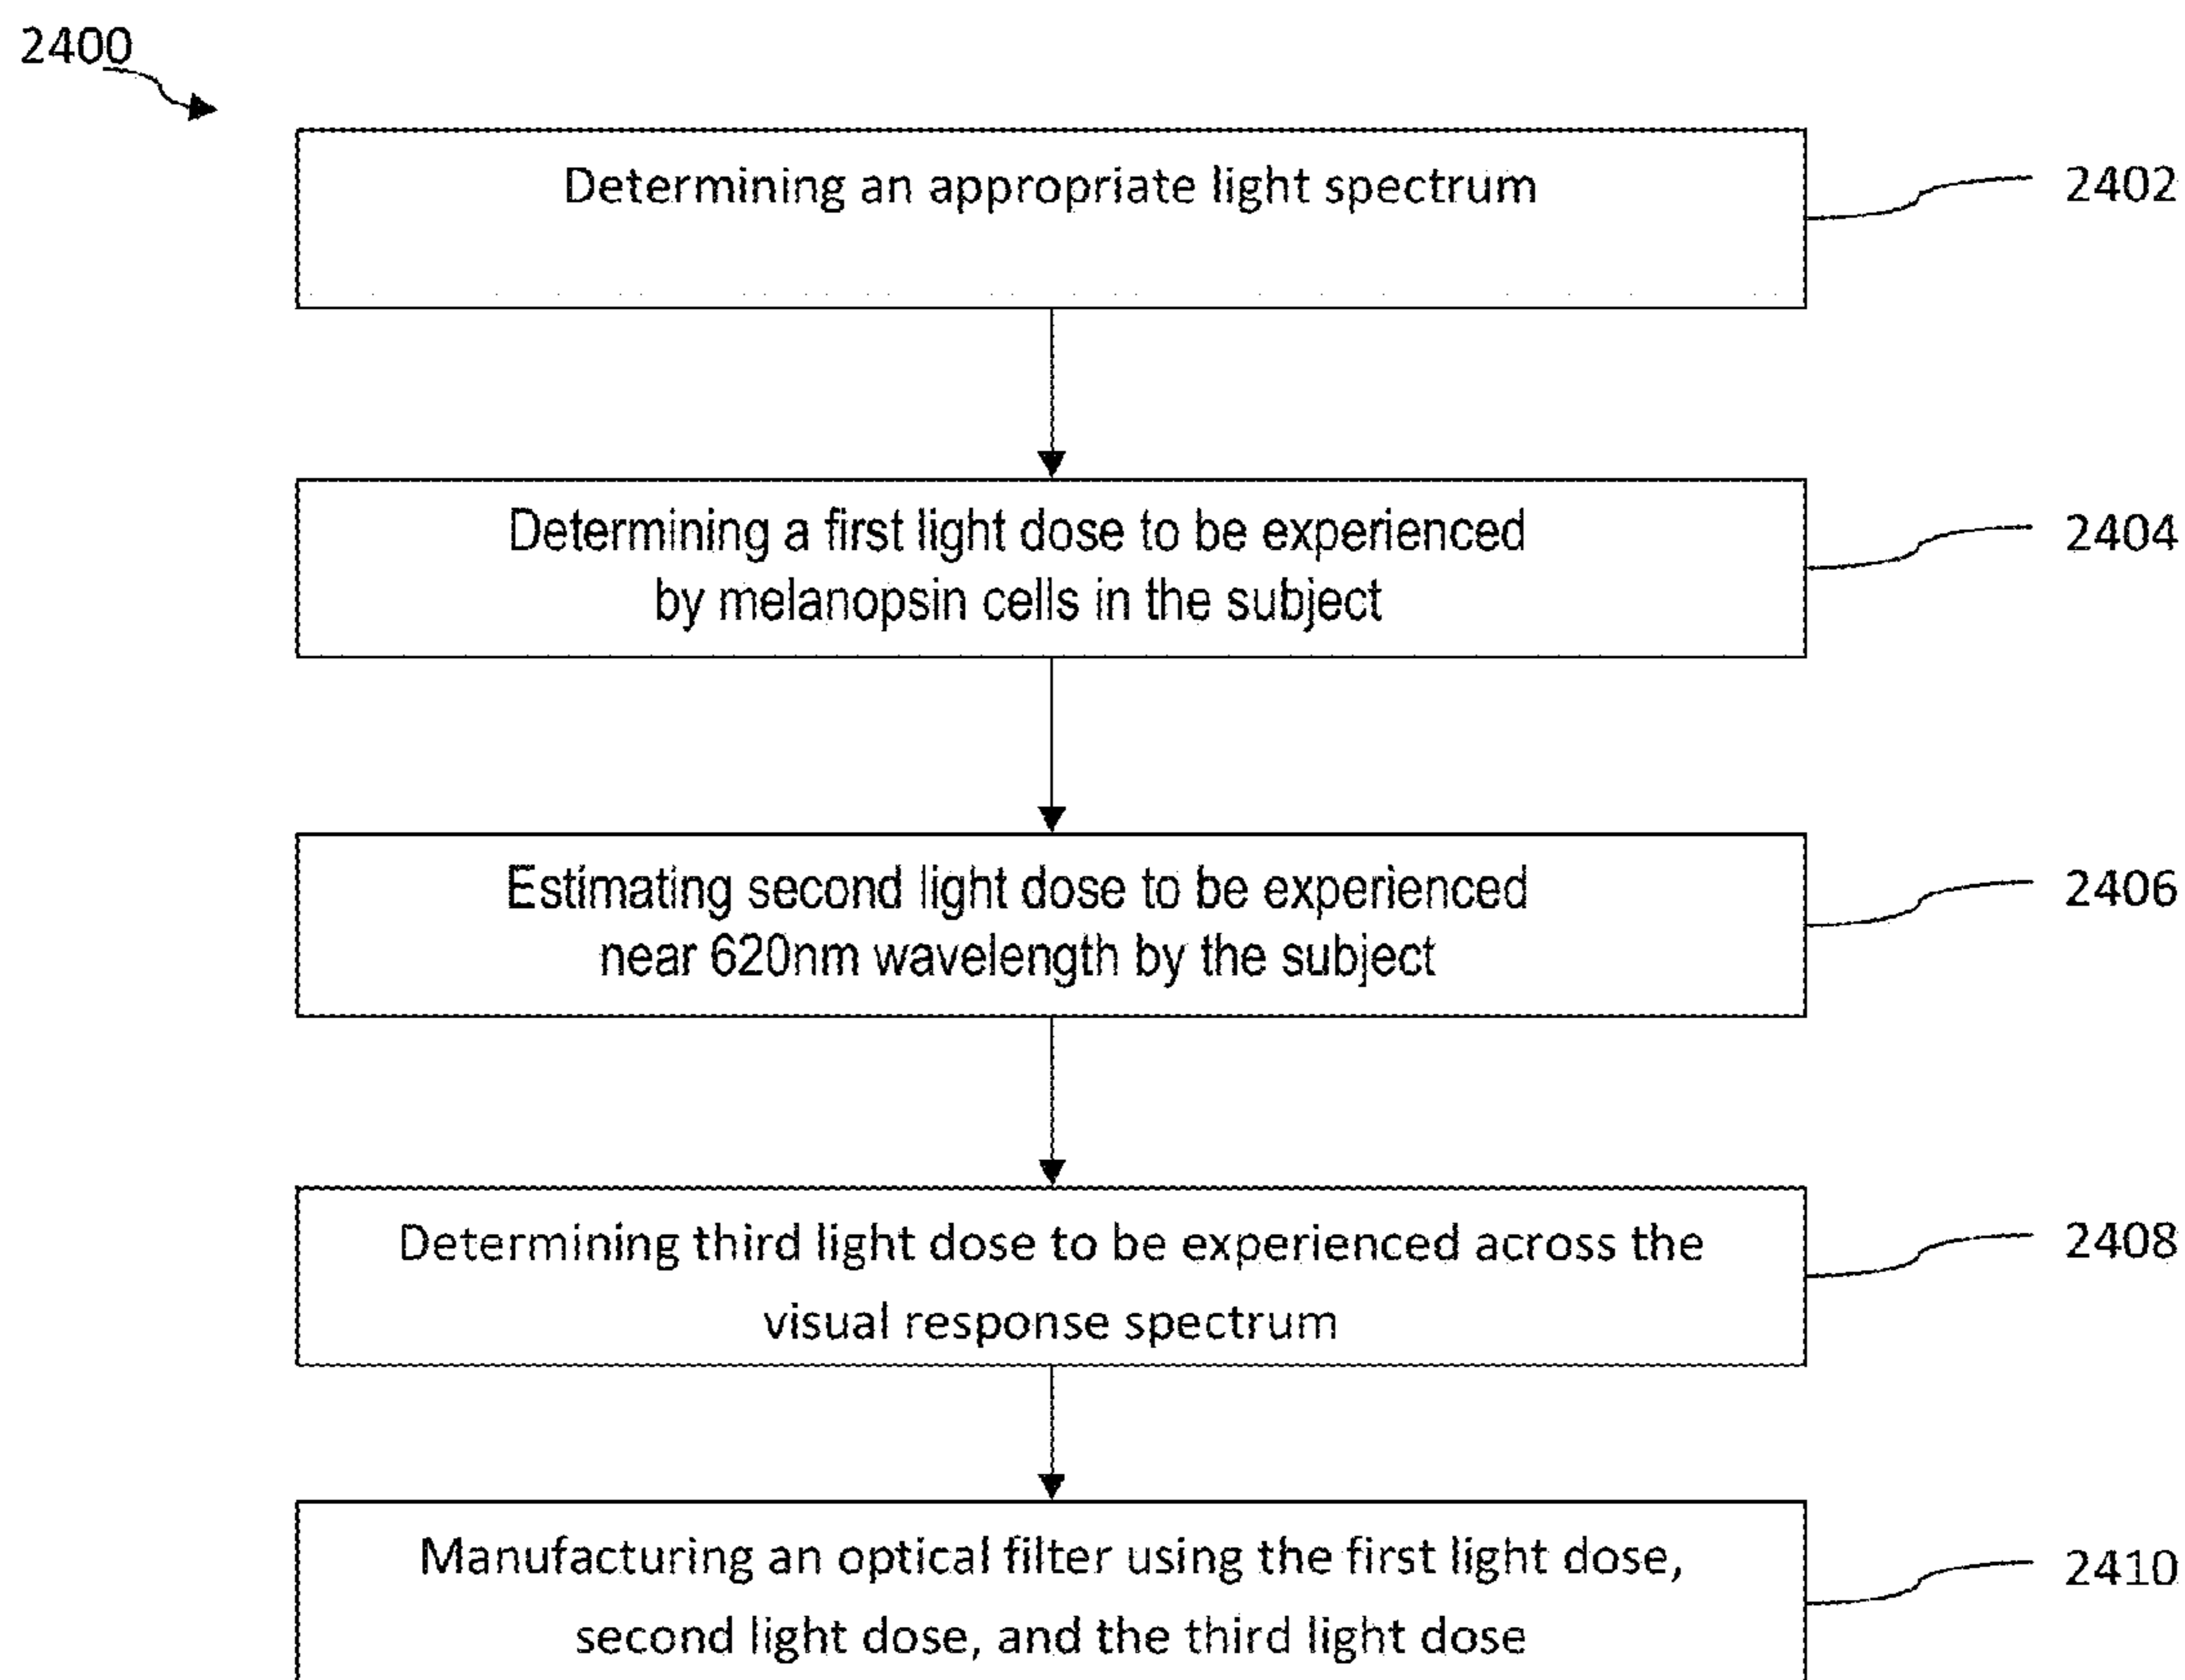 2400
Determining an appropriate light spectrum
2402
Determining a first light dose to be experienced
by melanopsin cells in the subject
2404
Estimating second light dose to be experienced
near 620nm wavelength by the subject
2406
Determining third light dose to be experienced across the
visual response spectrum
2408
Manufacturing an optical filter using the first light dose,
second light dose, and the third light dose
2410